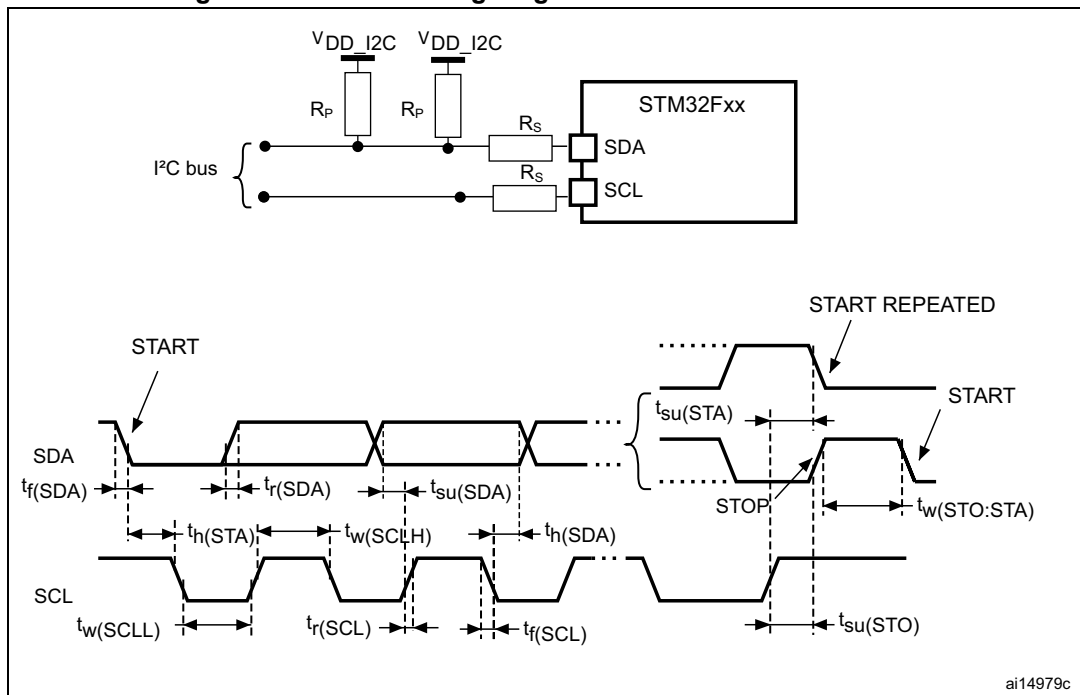 VDD_I2C VDD_I2C
STM32Fxx
RP RP RS
SDA
I²C bus
RS
SCL
START REPEATED
START
tsu(STA) START
SDA
tf(SDA) tr(SDA) tsu(SDA) STOP
tw(STO:STA)
th(STA) tw(SCLH) th(SDA)
SCL
tw(SCLL) tr(SCL) tf(SCL) tsu(STO)
ai14979c